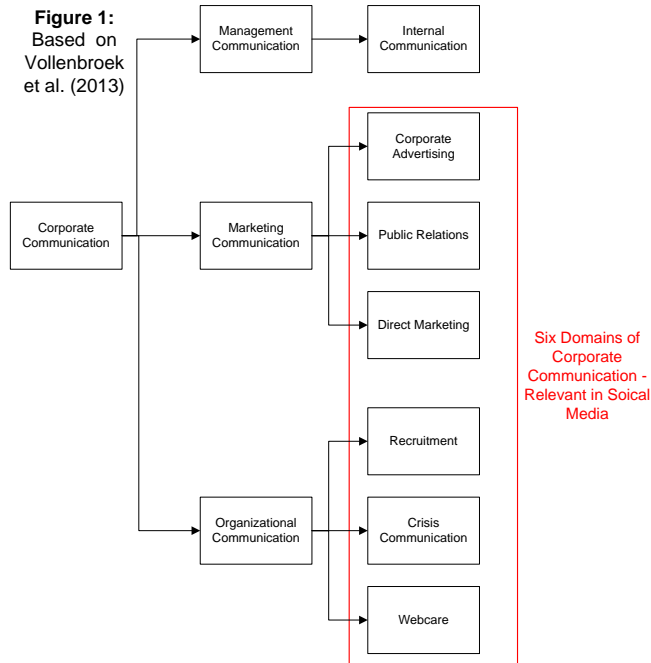 Figure 1:
Based on
Vollenbroek
et al. (2013)
Management
Communication
Internal
Communication
Corporate
Advertising
Corporate
Communication
Marketing
Communication
Public Relations
Direct Marketing
Six Domains of
Corporate
Communication -
Relevant in Soical
Media
Recruitment
Organizational
Communication
Crisis
Communication
Webcare